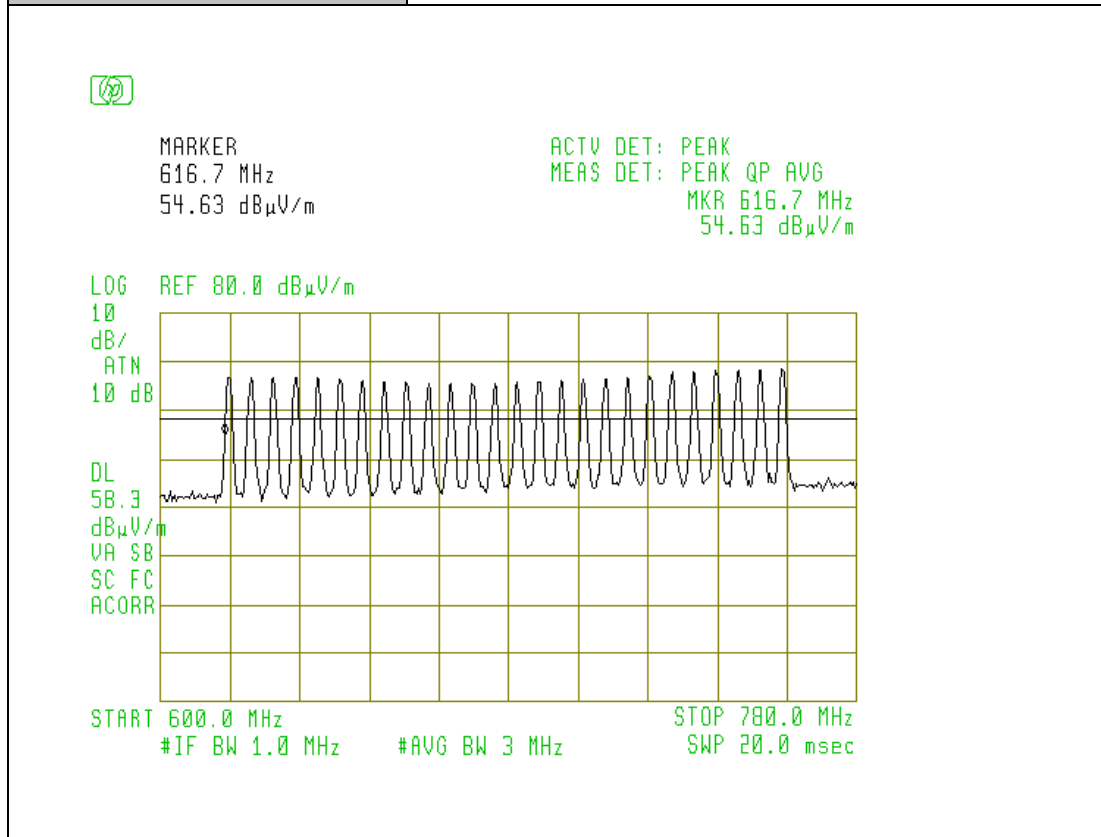 hp
MARKER
616.7 MHz
54.63 dBµV/m
ACTV DET: PEAK
MEAS DET: PEAK QP AVG
MKR 616.7 MHz
54.63 dBµV/m
LOG REF 80.0 dBµV/m
10
dB/
ATN
10 dB
DL
58.3
dBµV/m
VA SB
SC FC
ACORR
START 600.0 MHz STOP 780.0 MHz
#IF BW 1.0 MHz #AVG BW 3 MHz SWP 20.0 msec